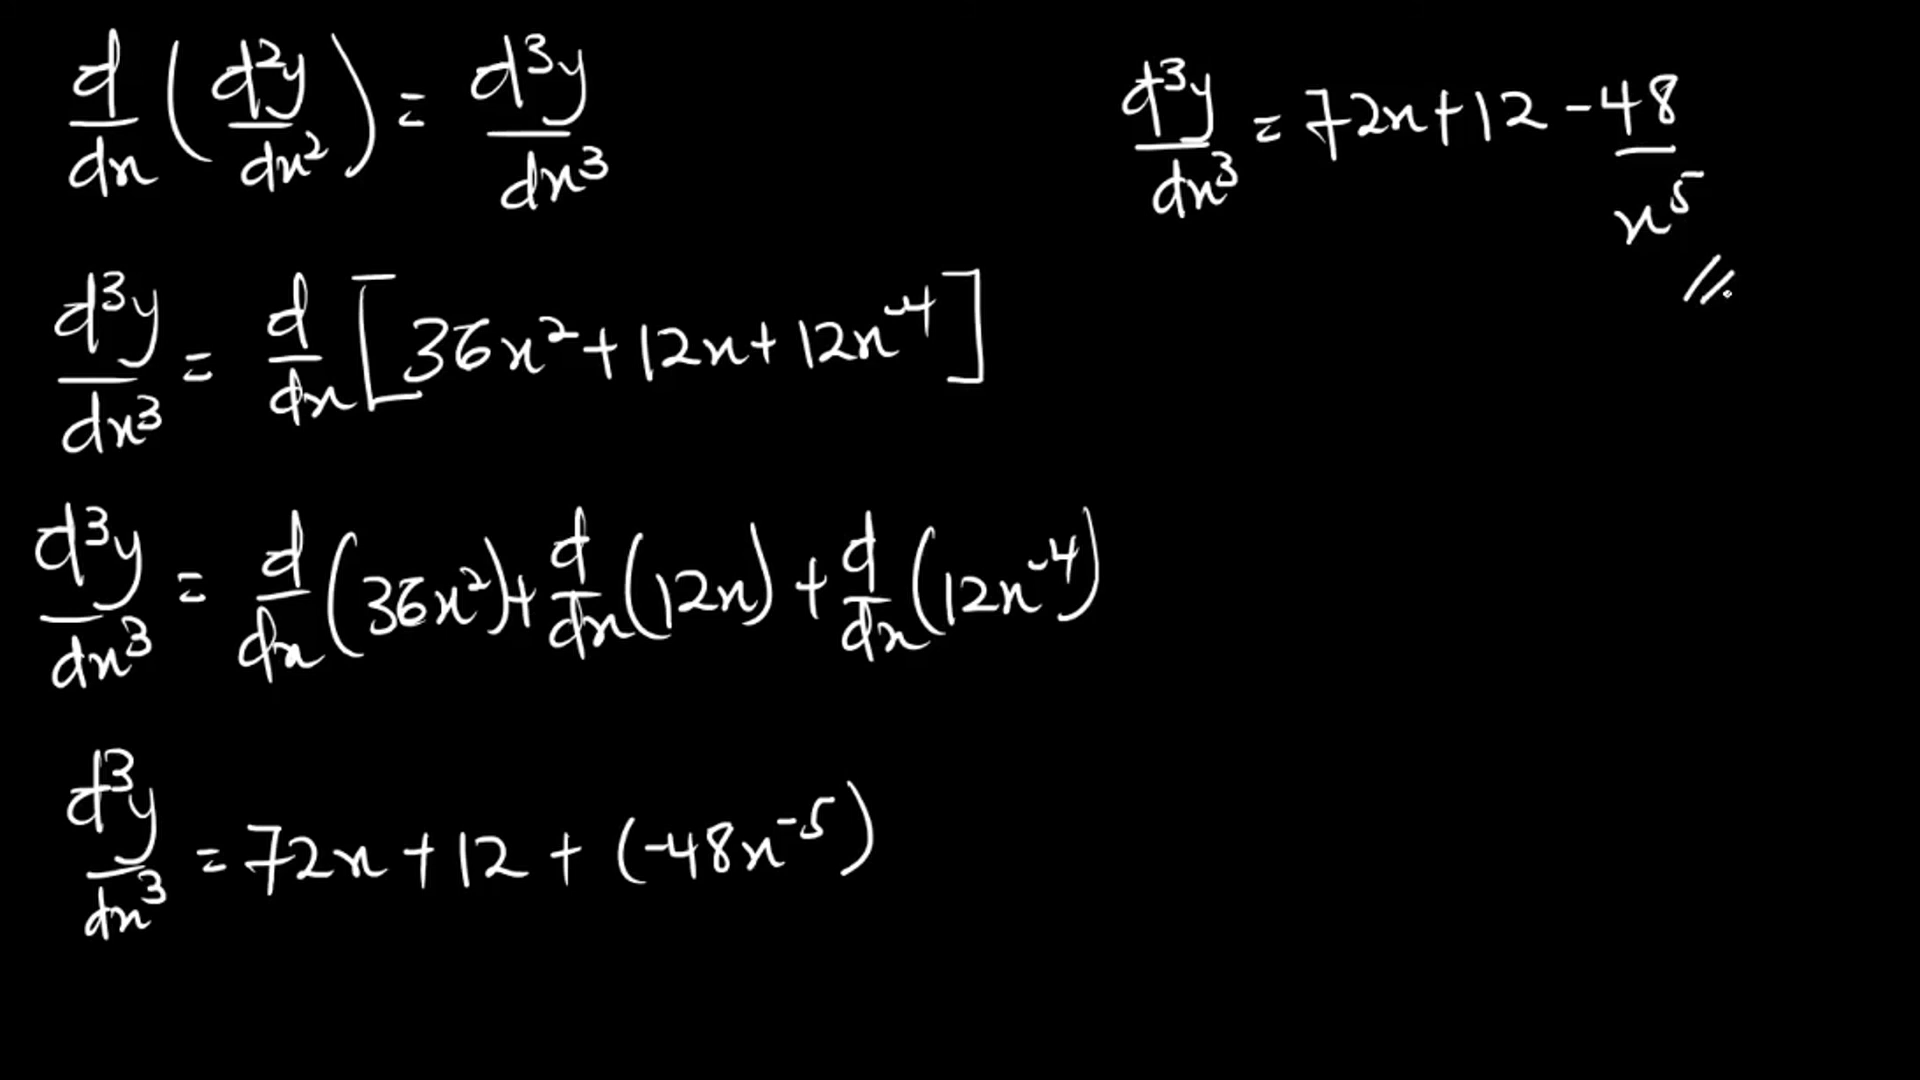 d/dx (d²y/dx²) = d³y/dx³
d³y/dx³ = d/dx [36x² + 12x + 12x⁻⁴]
d³y/dx³ = d/dx (36x²) + d/dx (12x) + d/dx (12x⁻⁴)
d³y/dx³ = 72x + 12 + (-48x⁻⁵)
d³y/dx³ = 72x + 12 - 48/x⁵ //.